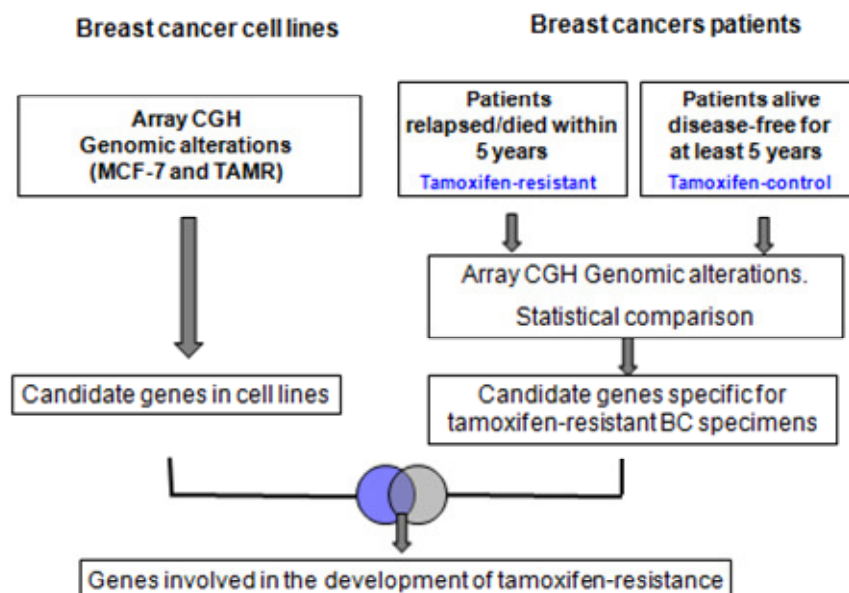 Breast cancer cell lines
Breast cancers patients
Array CGH
Genomic alterations
(MCF-7 and TAMR)
Patients
relapsed/died within
5 years
Tamoxifen-resistant
Patients alive
disease-free for
at least 5 years
Tamoxifen-control
Array CGH Genomic alterations.
Statistical comparison
Candidate genes in cell lines
Candidate genes specific for
tamoxifen-resistant BC specimens
Genes involved in the development of tamoxifen-resistance